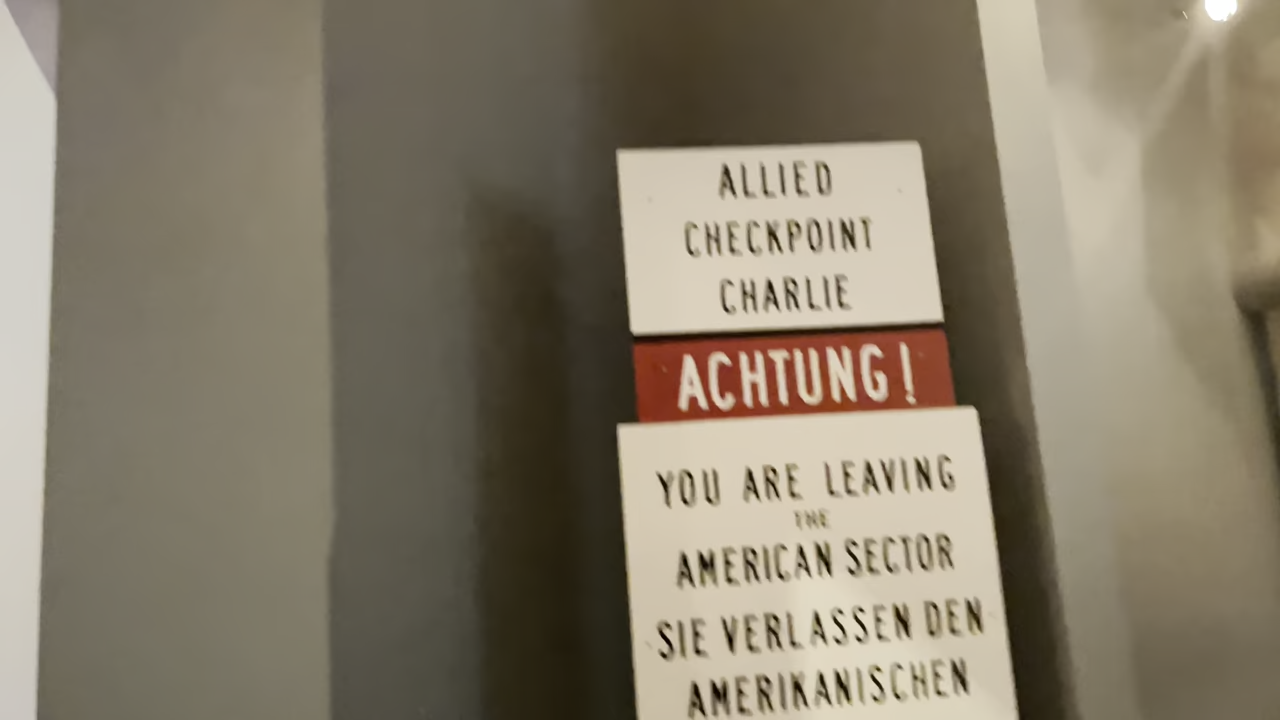 ALLIED
CHECKPOINT
CHARLIE
ACHTUNG!
YOU ARE LEAVING
THE
AMERICAN SECTOR
SIE VERLASSEN DEN
AMERIKANISCHEN